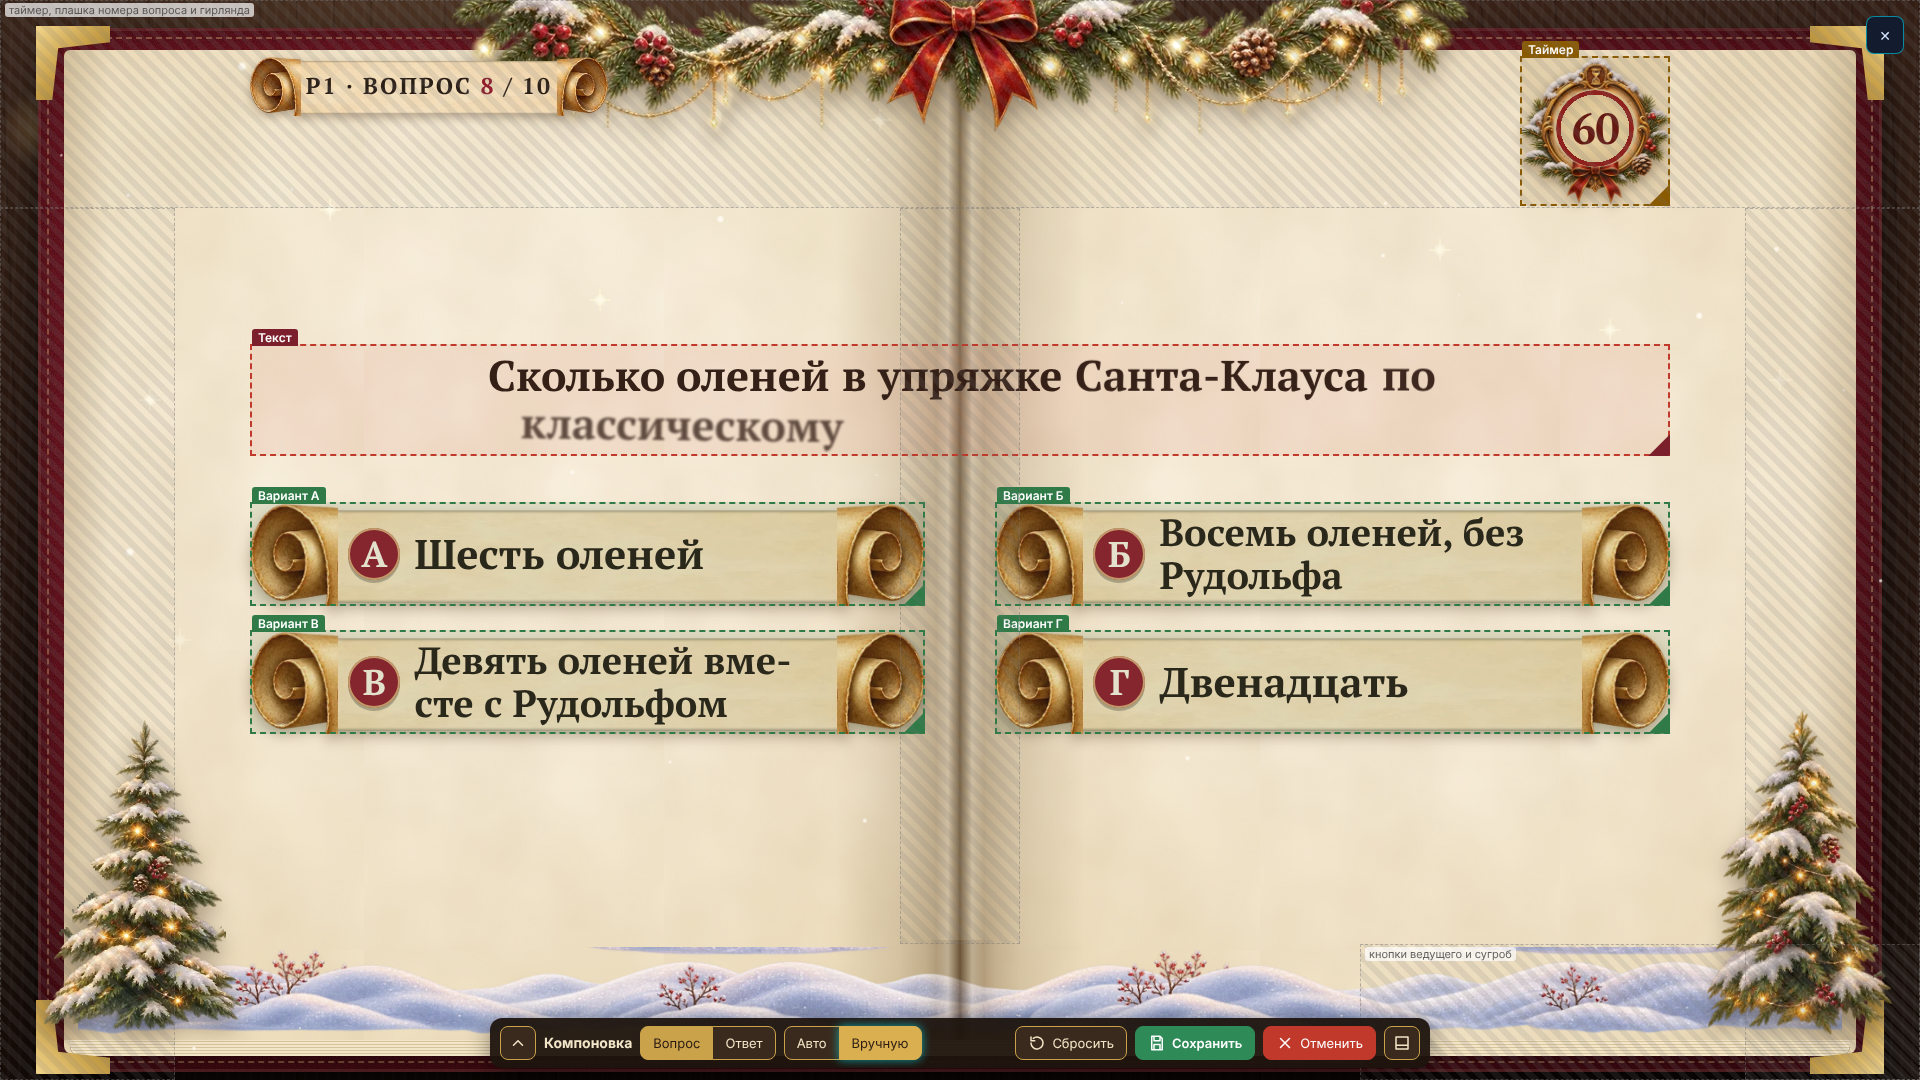 таймер, плашка номера вопроса и гирлянда
×
Р1 · ВОПРОС 8 / 10
Таймер
60
Текст
Сколько оленей в упряжке Санта-Клауса по
классическому
Вариант А
А Шесть оленей
Вариант Б
Б Восемь оленей, без
Рудольфа
Вариант В
В Девять оленей вме-
сте с Рудольфом
Вариант Г
Г Двенадцать
кнопки ведущего и сугроб
Компоновка Вопрос Ответ Авто Вручную Сбросить Сохранить Отменить